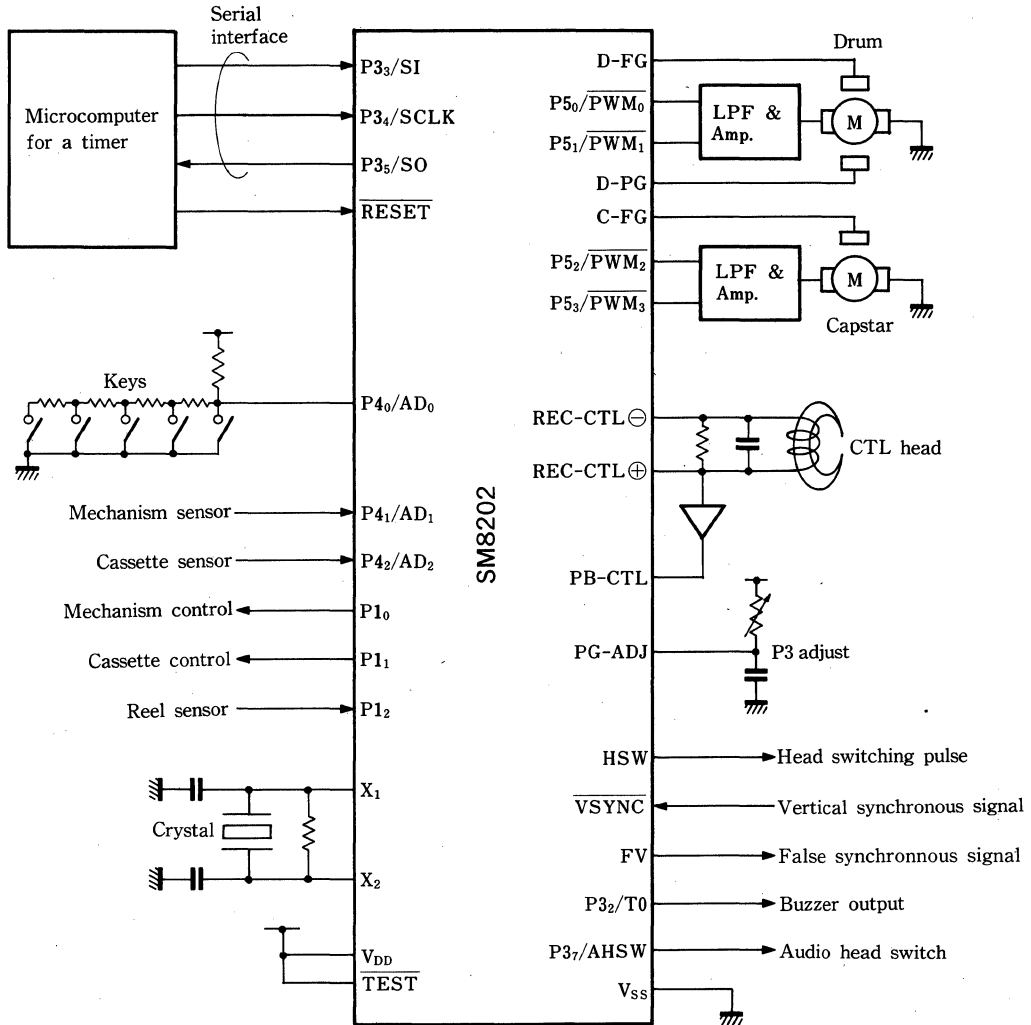 Serial
interface
Microcomputer
for a timer
P3₃/SI
P3₄/SCLK
P3₅/SO
RESET
Keys
P4₀/AD₀
Mechanism sensor
P4₁/AD₁
Cassette sensor
P4₂/AD₂
Mechanism control
P1₀
Cassette control
P1₁
Reel sensor
P1₂
X₁
Crystal
X₂
V_DD
TEST
SM8202
Drum
D-FG
P5₀/PWM₀
P5₁/PWM₁
LPF &
Amp.
M
D-PG
C-FG
P5₂/PWM₂
P5₃/PWM₃
LPF &
Amp.
M
Capstar
REC-CTL⊖
REC-CTL⊕
CTL head
PB-CTL
PG-ADJ
P3 adjust
HSW
Head switching pulse
VSYNC
Vertical synchronous signal
FV
False synchronnous signal
P3₂/T0
Buzzer output
P3₇/AHSW
Audio head switch
V_SS